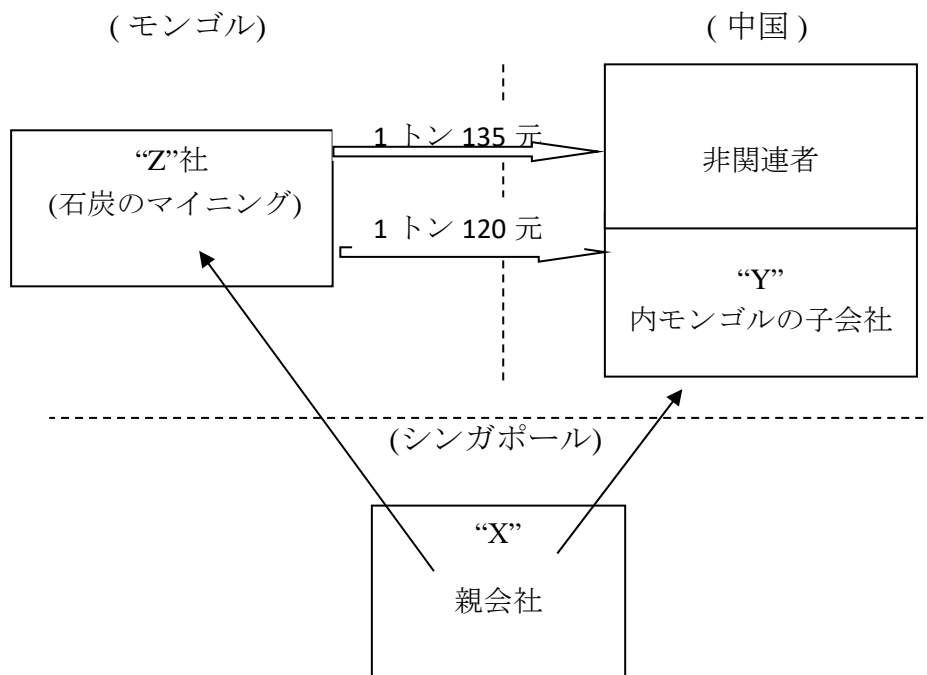 (モンゴル)
(中国)
1 トン 135 元
“Z”社
(石炭のマイニング)
非関連者
1 トン 120 元
“Y”
内モンゴルの子会社
(シンガポール)
“X”
親会社